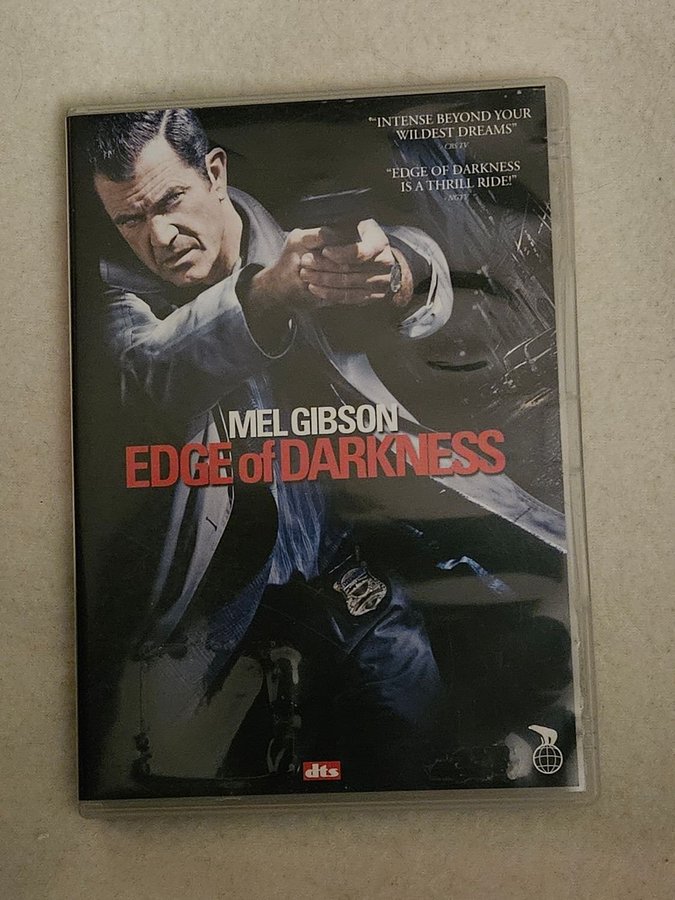 "INTENSE BEYOND YOUR
WILDEST DREAMS"
CBS TV
"EDGE OF DARKNESS
IS A THRILL RIDE!"
- NGTV
MEL GIBSON
EDGE of DARKNESS
dts